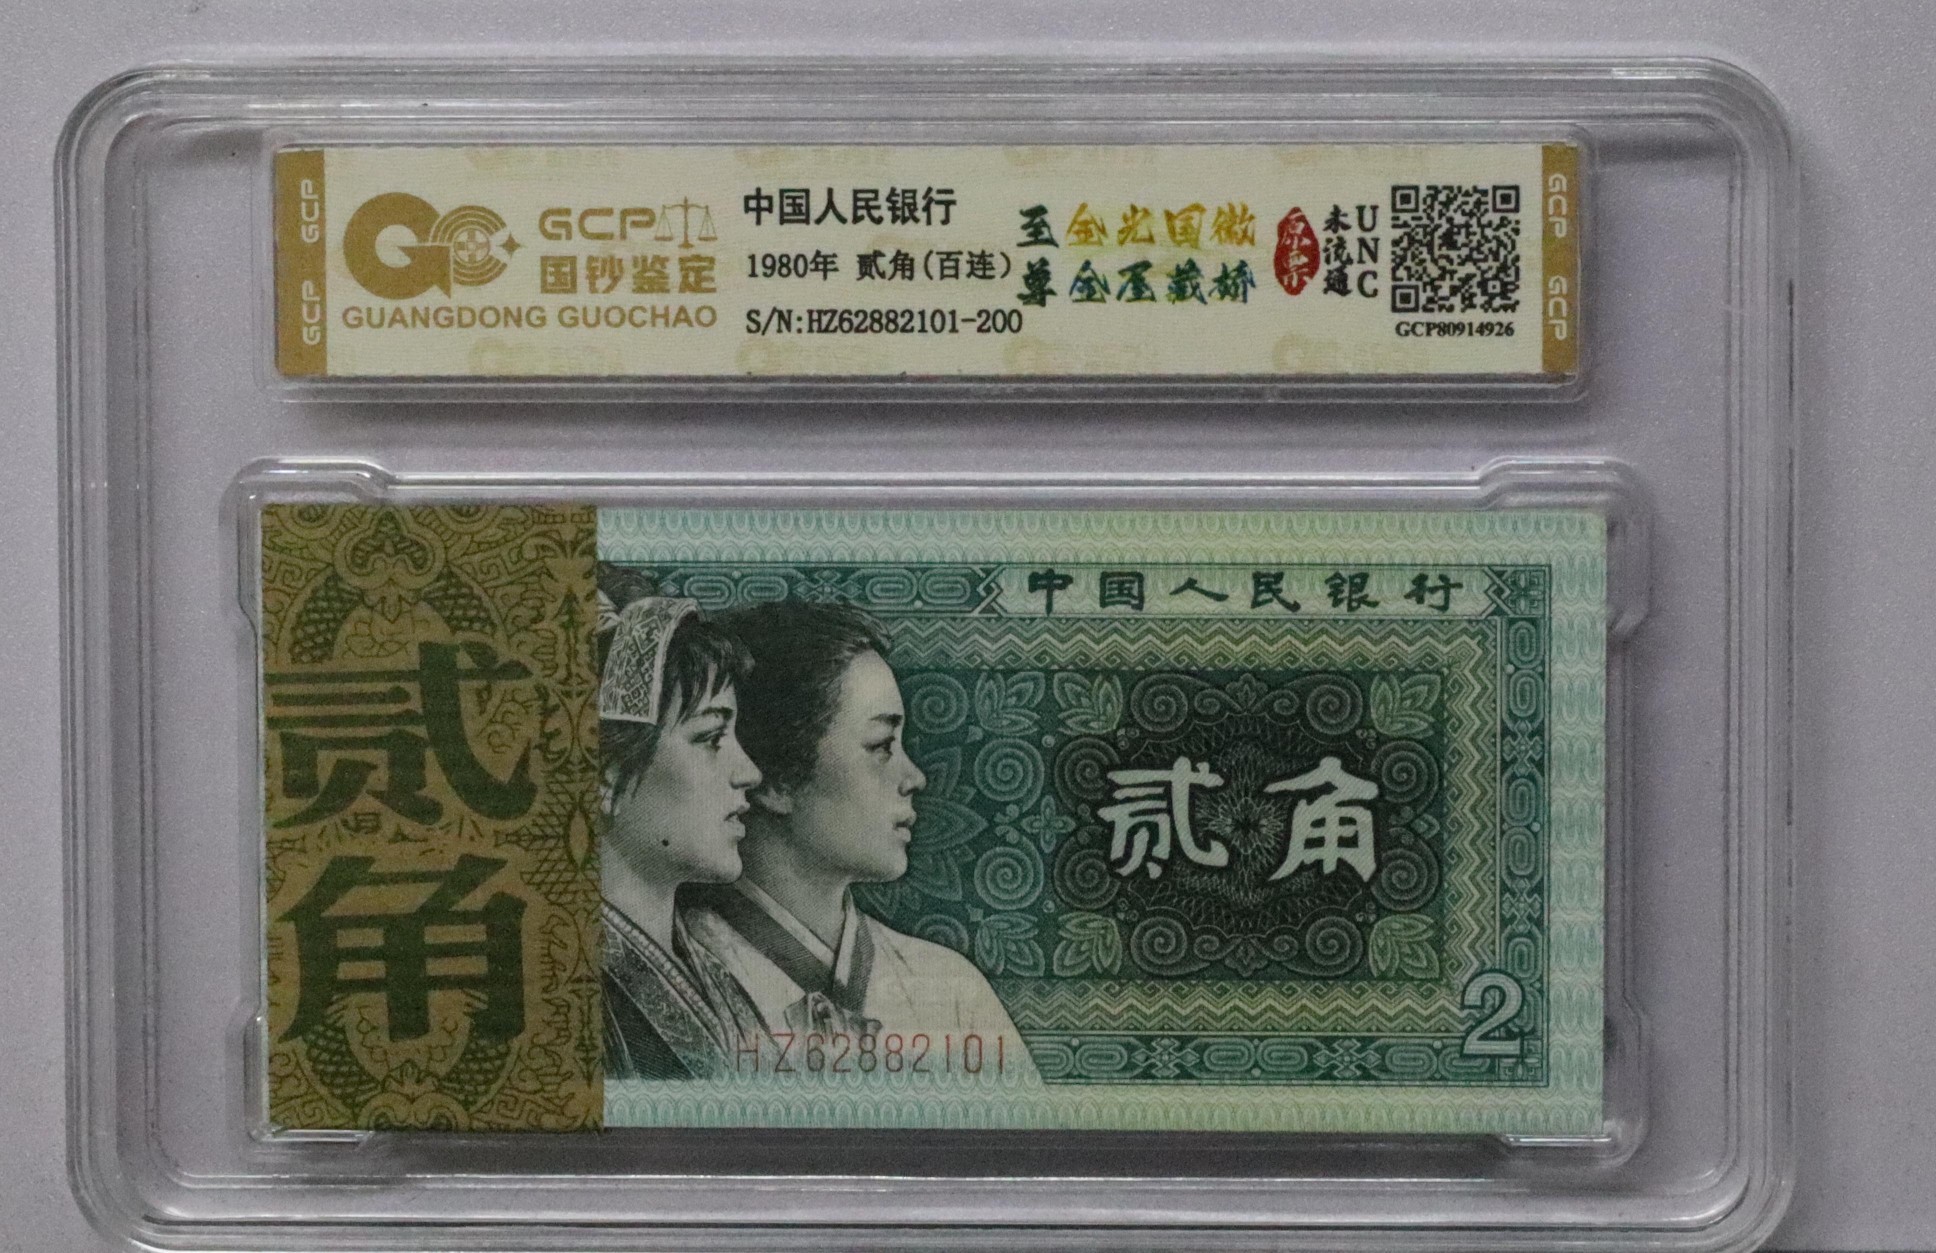 GCP
GCP
GCP
国钞鉴定
GUANGDONG GUOCHAO
中国人民银行
1980年 贰角(百连)
S/N:HZ62882101-200
至尊
金光国徽
金屋藏娇
原票
未流通
UNC
GCP80914926
GCP
GCP
贰角
中国人民银行
贰角
HZ62882101
2